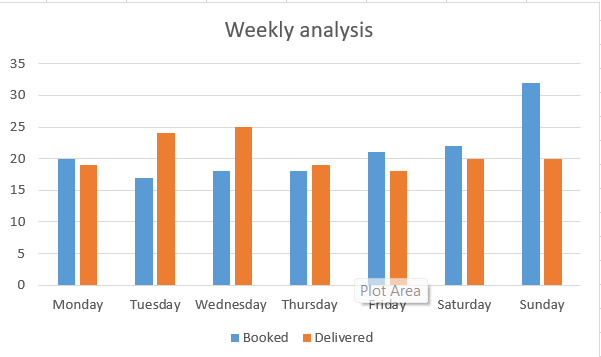 Weekly analysis
35
30
25
20
15
10
5
0
Monday Tuesday Wednesday Thursday Friday Saturday Sunday
Plot Area
Booked Delivered